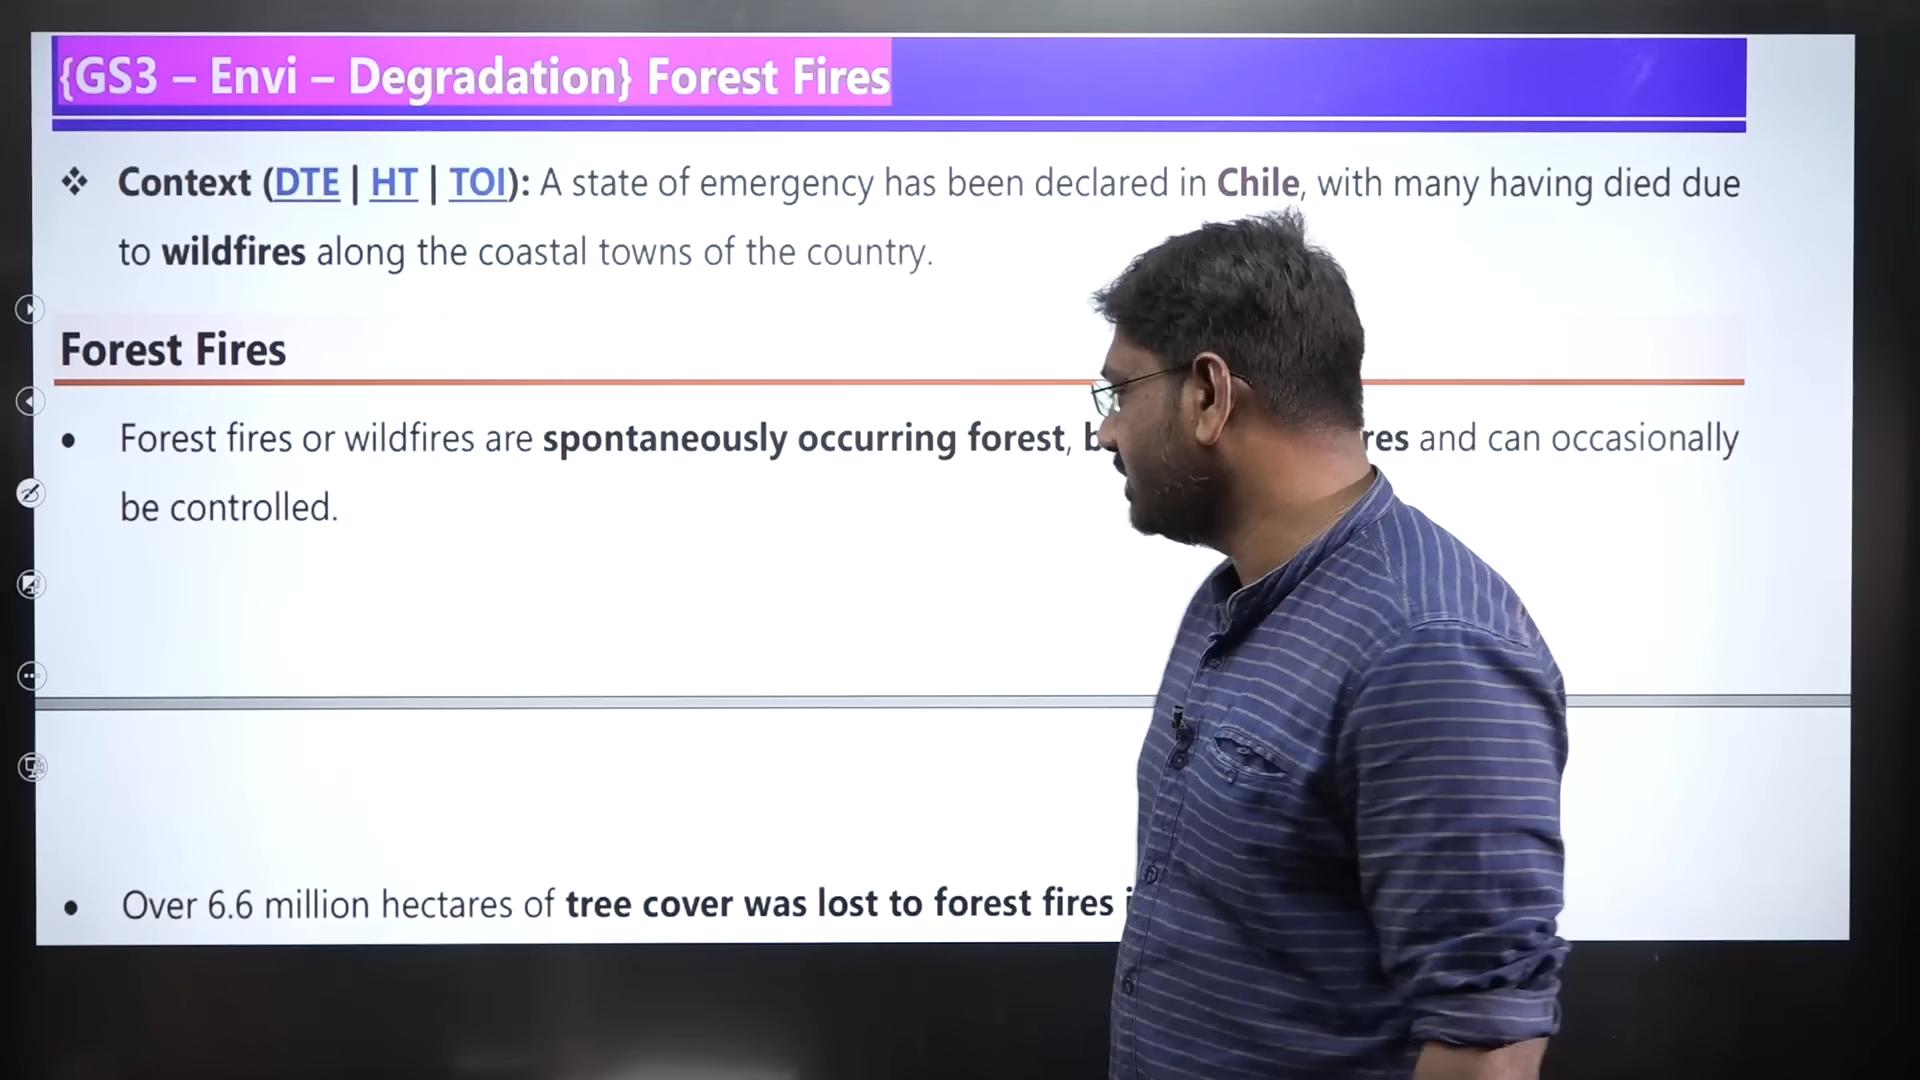 {GS3 – Envi – Degradation} Forest Fires
❖ Context (DTE | HT | TOI): A state of emergency has been declared in Chile, with many having died due
to wildfires along the coastal towns of the country.
Forest Fires
• Forest fires or wildfires are spontaneously occurring forest, and can occasionally
be controlled.
• Over 6.6 million hectares of tree cover was lost to forest fires